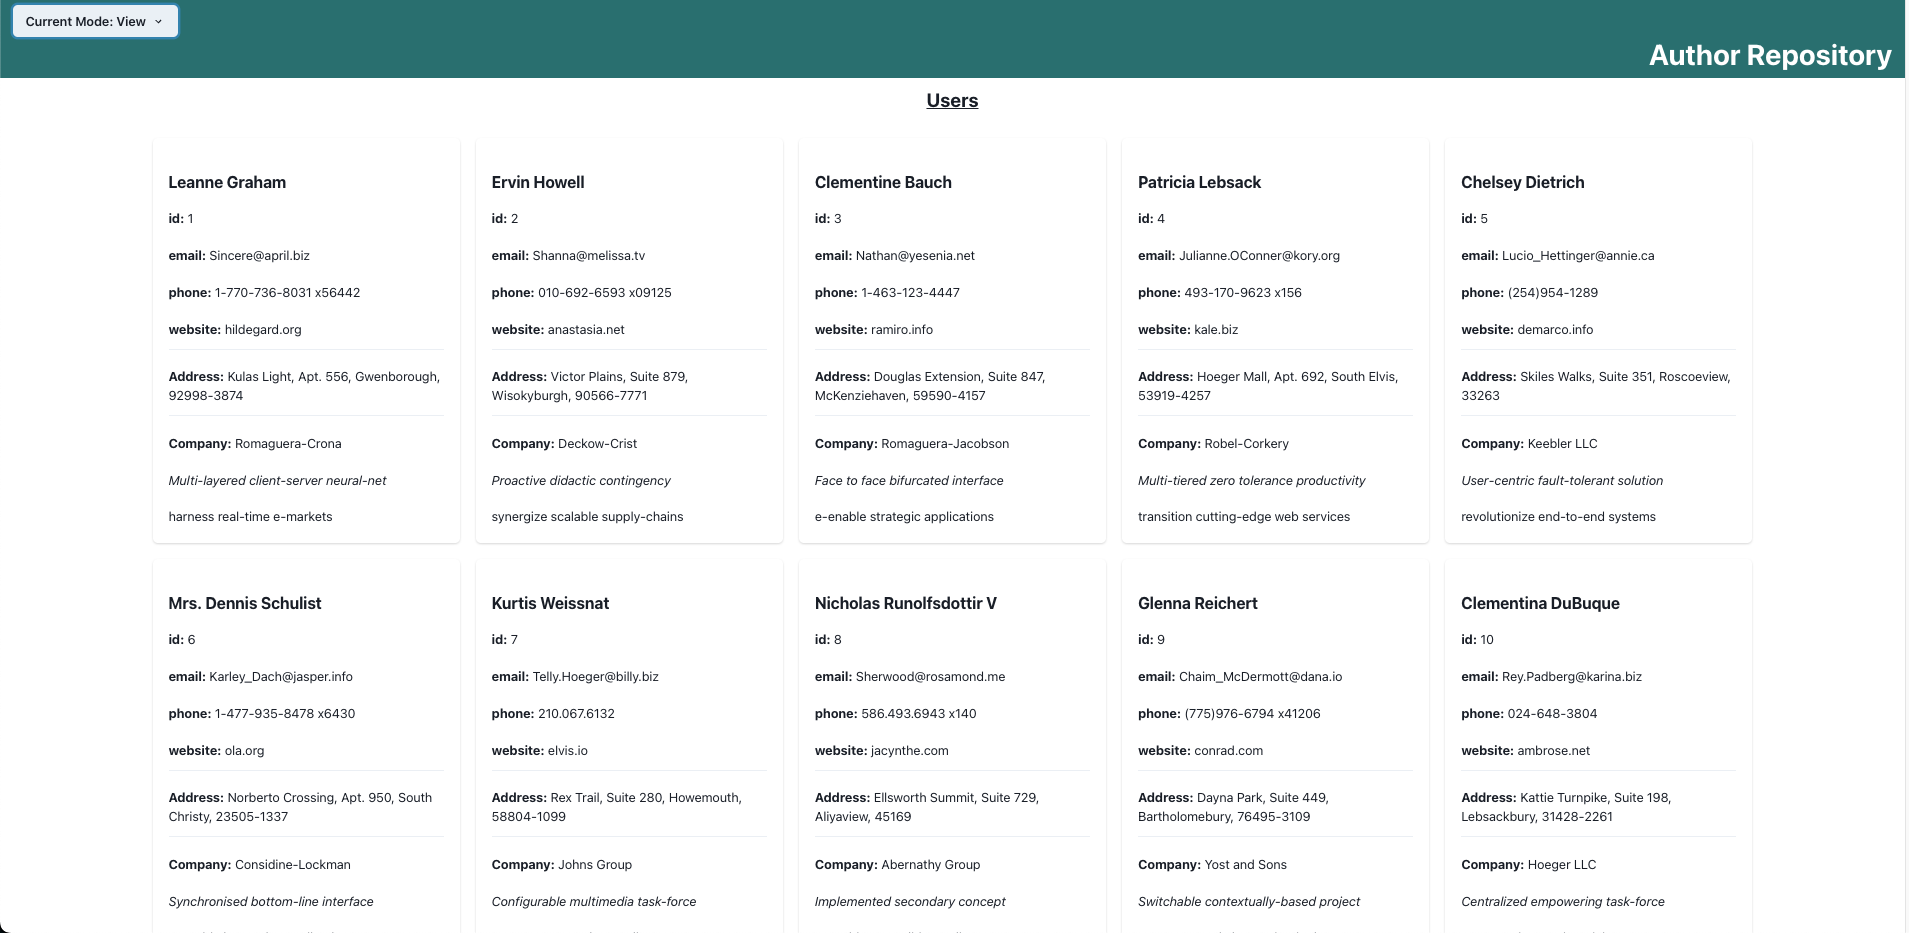 Current Mode: View
Author Repository
Users
Leanne Graham
id: 1
email: Sincere@april.biz
phone: 1-770-736-8031 x56442
website: hildegard.org
Address: Kulas Light, Apt. 556, Gwenborough,
92998-3874
Company: Romaguera-Crona
Multi-layered client-server neural-net
harness real-time e-markets
Ervin Howell
id: 2
email: Shanna@melissa.tv
phone: 010-692-6593 x09125
website: anastasia.net
Address: Victor Plains, Suite 879,
Wisokyburgh, 90566-7771
Company: Deckow-Crist
Proactive didactic contingency
synergize scalable supply-chains
Clementine Bauch
id: 3
email: Nathan@yesenia.net
phone: 1-463-123-4447
website: ramiro.info
Address: Douglas Extension, Suite 847,
McKenziehaven, 59590-4157
Company: Romaguera-Jacobson
Face to face bifurcated interface
e-enable strategic applications
Patricia Lebsack
id: 4
email: Julianne.OConner@kory.org
phone: 493-170-9623 x156
website: kale.biz
Address: Hoeger Mall, Apt. 692, South Elvis,
53919-4257
Company: Robel-Corkery
Multi-tiered zero tolerance productivity
transition cutting-edge web services
Chelsey Dietrich
id: 5
email: Lucio_Hettinger@annie.ca
phone: (254)954-1289
website: demarco.info
Address: Skiles Walks, Suite 351, Roscoeview,
33263
Company: Keebler LLC
User-centric fault-tolerant solution
revolutionize end-to-end systems
Mrs. Dennis Schulist
id: 6
email: Karley_Dach@jasper.info
phone: 1-477-935-8478 x6430
website: ola.org
Address: Norberto Crossing, Apt. 950, South
Christy, 23505-1337
Company: Considine-Lockman
Synchronised bottom-line interface
Kurtis Weissnat
id: 7
email: Telly.Hoeger@billy.biz
phone: 210.067.6132
website: elvis.io
Address: Rex Trail, Suite 280, Howemouth,
58804-1099
Company: Johns Group
Configurable multimedia task-force
Nicholas Runolfsdottir V
id: 8
email: Sherwood@rosamond.me
phone: 586.493.6943 x140
website: jacynthe.com
Address: Ellsworth Summit, Suite 729,
Aliyaview, 45169
Company: Abernathy Group
Implemented secondary concept
Glenna Reichert
id: 9
email: Chaim_McDermott@dana.io
phone: (775)976-6794 x41206
website: conrad.com
Address: Dayna Park, Suite 449,
Bartholomebury, 76495-3109
Company: Yost and Sons
Switchable contextually-based project
Clementina DuBuque
id: 10
email: Rey.Padberg@karina.biz
phone: 024-648-3804
website: ambrose.net
Address: Kattie Turnpike, Suite 198,
Lebsackbury, 31428-2261
Company: Hoeger LLC
Centralized empowering task-force